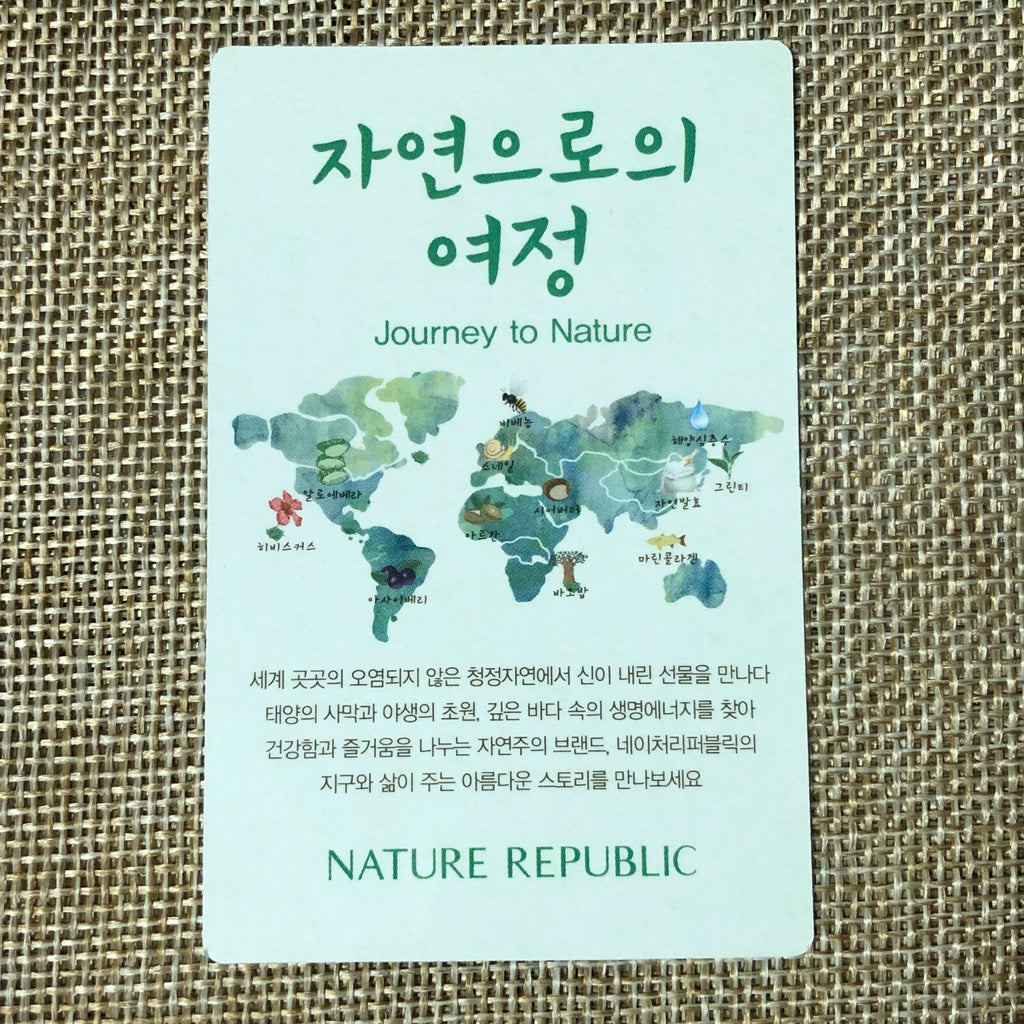 자연으로의
여정
Journey to Nature
비베놈
해양심층수
스네일
그린티
알로에베라
시어버터
자연발효
아르간
히비스커스
마린콜라겐
바오밥
아사이베리
세계 곳곳의 오염되지 않은 청정자연에서 신이 내린 선물을 만나다
태양의 사막과 야생의 초원, 깊은 바다 속의 생명에너지를 찾아
건강함과 즐거움을 나누는 자연주의 브랜드, 네이처리퍼블릭의
지구와 삶이 주는 아름다운 스토리를 만나보세요
NATURE REPUBLIC